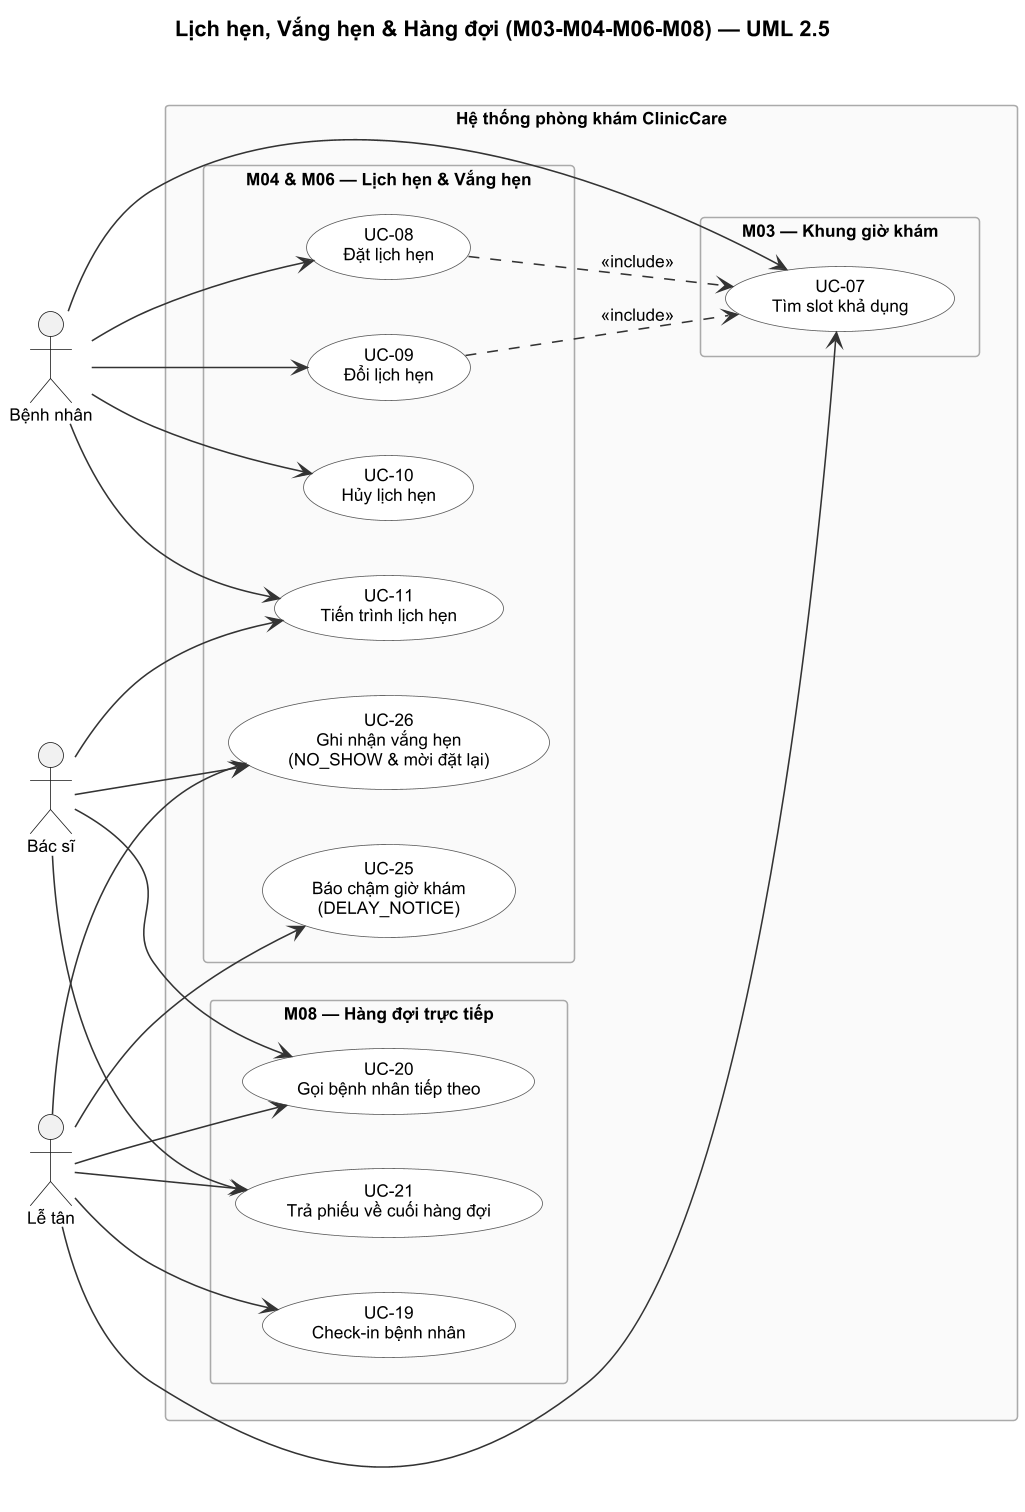 Lịch hẹn, Vắng hẹn & Hàng đợi (M03-M04-M06-M08) — UML 2.5
Hệ thống phòng khám ClinicCare
M04 & M06 — Lịch hẹn & Vắng hẹn
UC-08
Đặt lịch hẹn
«include»
M03 — Khung giờ khám
UC-07
Tìm slot khả dụng
«include»
UC-09
Đổi lịch hẹn
Bệnh nhân
UC-10
Hủy lịch hẹn
UC-11
Tiến trình lịch hẹn
UC-26
Ghi nhận vắng hẹn
(NO_SHOW & mời đặt lại)
Bác sĩ
UC-25
Báo chậm giờ khám
(DELAY_NOTICE)
M08 — Hàng đợi trực tiếp
UC-20
Gọi bệnh nhân tiếp theo
UC-21
Trả phiếu về cuối hàng đợi
Lễ tân
UC-19
Check-in bệnh nhân